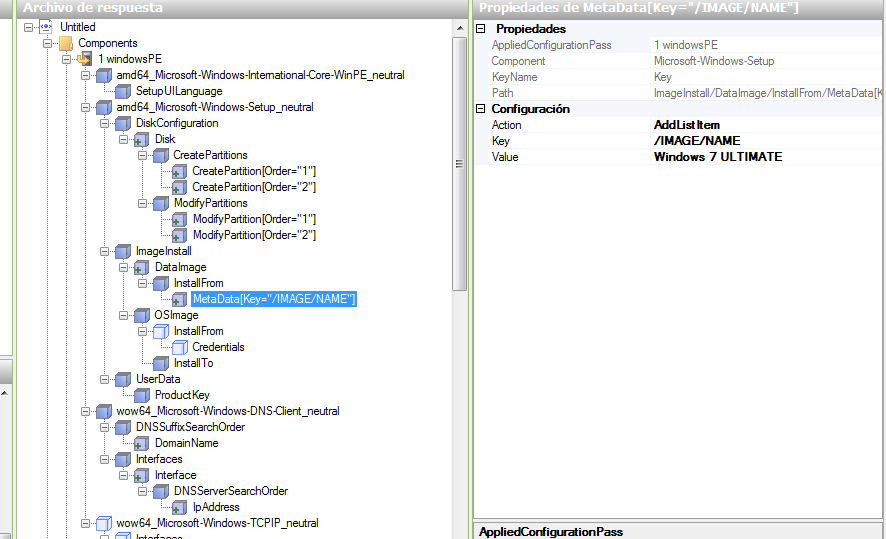 Archivo de respuesta
Untitled
Components
1 windowsPE
amd64_Microsoft-Windows-International-Core-WinPE_neutral
SetupUILanguage
amd64_Microsoft-Windows-Setup_neutral
DiskConfiguration
Disk
CreatePartitions
CreatePartition[Order="1"]
CreatePartition[Order="2"]
ModifyPartitions
ModifyPartition[Order="1"]
ModifyPartition[Order="2"]
ImageInstall
DataImage
InstallFrom
MetaData[Key="/IMAGE/NAME"]
OSImage
InstallFrom
Credentials
InstallTo
UserData
ProductKey
wow64_Microsoft-Windows-DNS-Client_neutral
DNSSuffixSearchOrder
DomainName
Interfaces
Interface
DNSServerSearchOrder
IpAddress
wow64_Microsoft-Windows-TCPIP_neutral
Interfaces
Propiedades de MetaData[Key="/IMAGE/NAME"]
Propiedades
AppliedConfigurationPass 1 windowsPE
Component Microsoft-Windows-Setup
KeyName Key
Path ImageInstall/DataImage/InstallFrom/MetaData[K
Configuración
Action AddListItem
Key /IMAGE/NAME
Value Windows 7 ULTIMATE
AppliedConfigurationPass